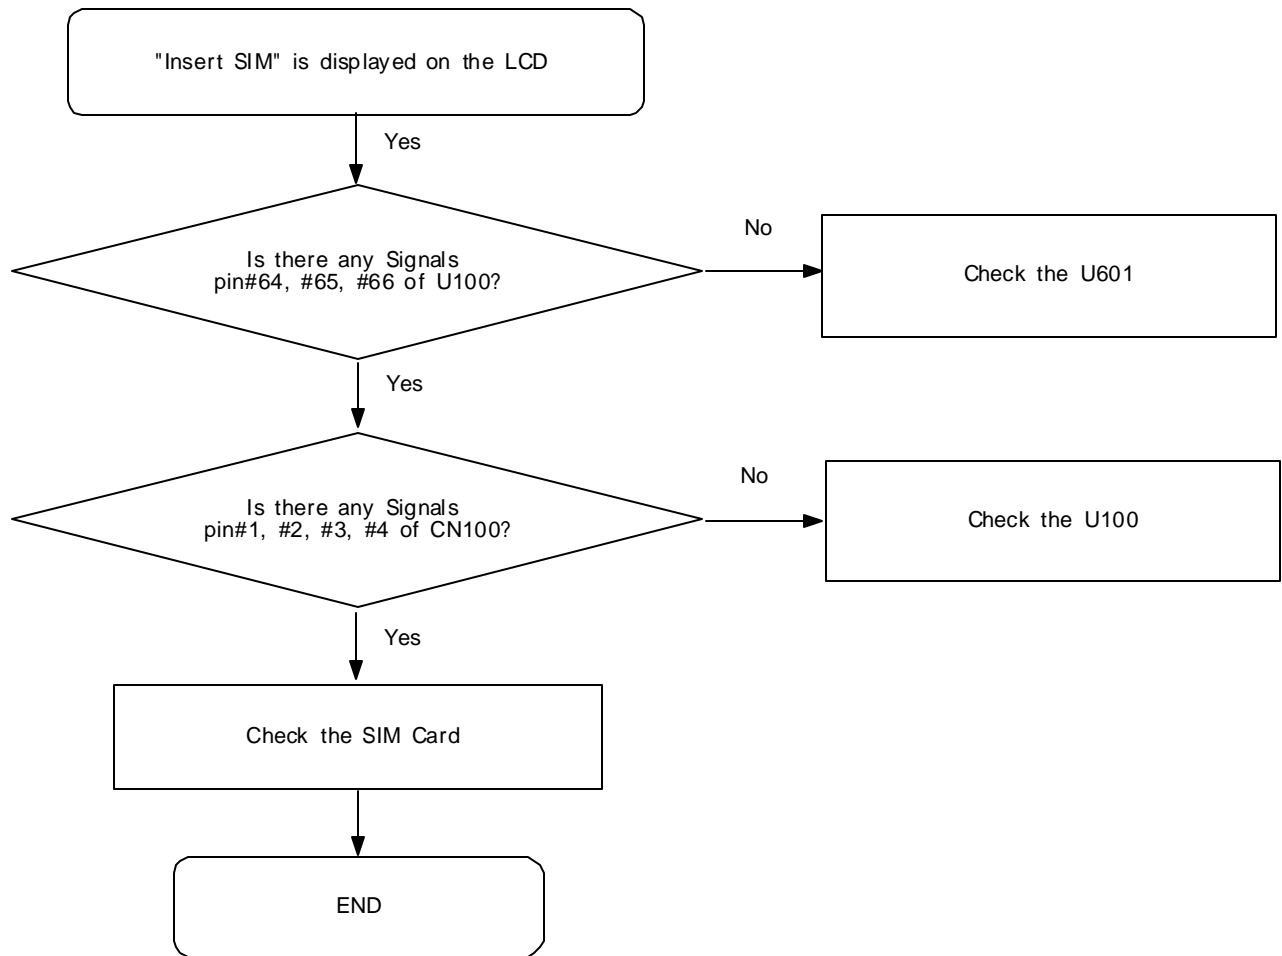 "Insert SIM" is displayed on the LCD
Yes
Is there any Signals
pin#64, #65, #66 of U100?
No
Check the U601
Yes
Is there any Signals
pin#1, #2, #3, #4 of CN100?
No
Check the U100
Yes
Check the SIM Card
END